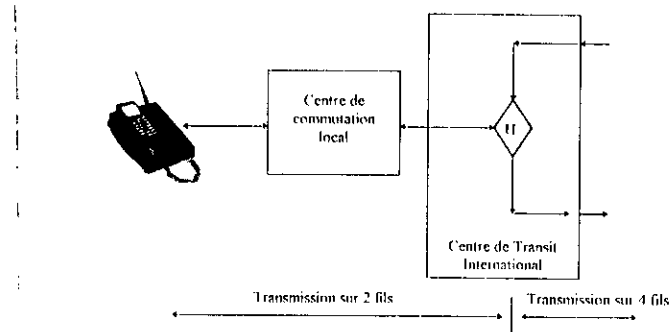 Centre de
commutation
local
H
Centre de Transit
International
Transmission sur 2 fils
Transmission sur 4 fils